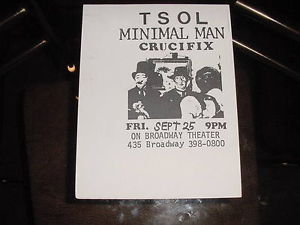 TSOL
MINIMAL MAN
CRUCIFIX
FRI. SEPT 25 9PM
ON BROADWAY THEATER
435 Broadway 398-0800